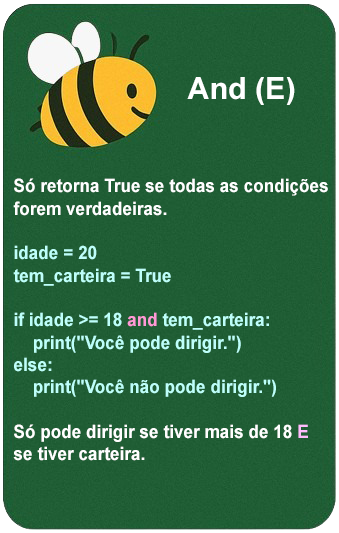 And (E)
Só retorna True se todas as condições
forem verdadeiras.
idade = 20
tem_carteira = True
if idade >= 18 and tem_carteira:
    print("Você pode dirigir.")
else:
    print("Você não pode dirigir.")
Só pode dirigir se tiver mais de 18 E
se tiver carteira.